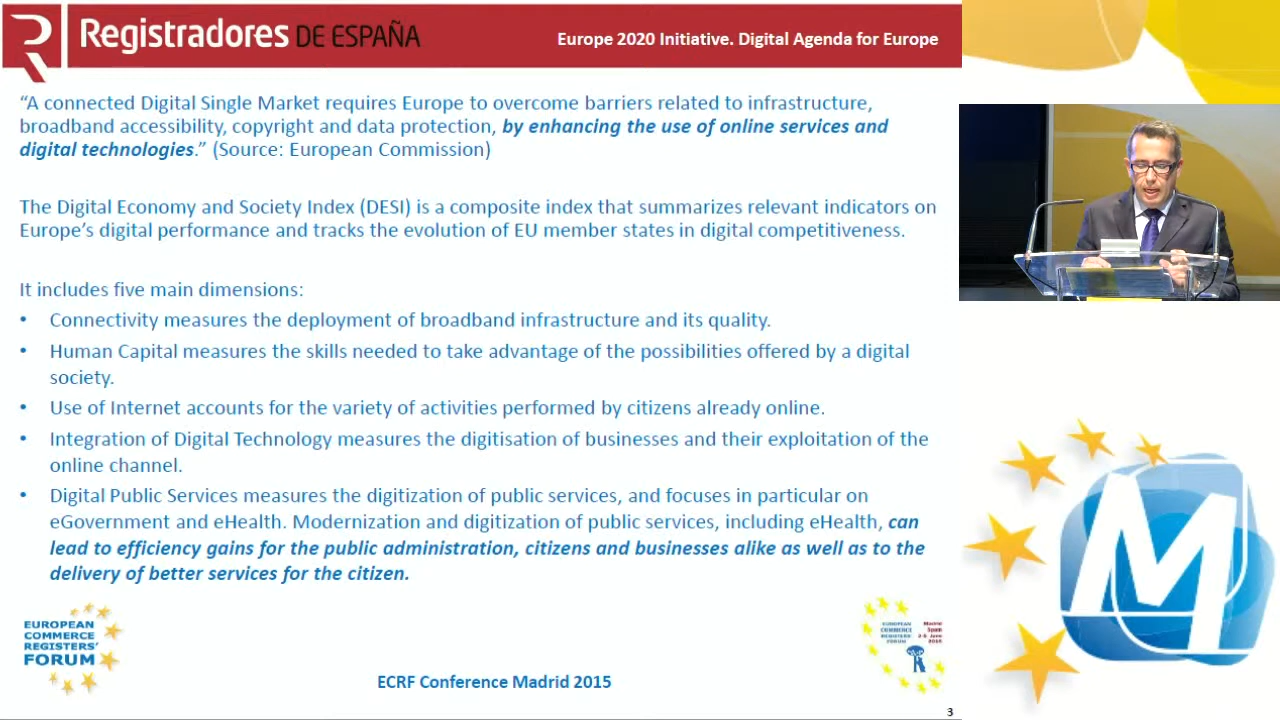 Registradores DE ESPAÑA
Europe 2020 Initiative. Digital Agenda for Europe
“A connected Digital Single Market requires Europe to overcome barriers related to infrastructure,
broadband accessibility, copyright and data protection, by enhancing the use of online services and
digital technologies.” (Source: European Commission)
The Digital Economy and Society Index (DESI) is a composite index that summarizes relevant indicators on
Europe’s digital performance and tracks the evolution of EU member states in digital competitiveness.
It includes five main dimensions:
• Connectivity measures the deployment of broadband infrastructure and its quality.
• Human Capital measures the skills needed to take advantage of the possibilities offered by a digital
society.
• Use of Internet accounts for the variety of activities performed by citizens already online.
• Integration of Digital Technology measures the digitisation of businesses and their exploitation of the
online channel.
• Digital Public Services measures the digitization of public services, and focuses in particular on
eGovernment and eHealth. Modernization and digitization of public services, including eHealth, can
lead to efficiency gains for the public administration, citizens and businesses alike as well as to the
delivery of better services for the citizen.
EUROPEAN
COMMERCE
REGISTERS’
FORUM
EUROPEAN
COMMERCE
REGISTERS’
FORUM
Madrid
Spain
2015
ECRF Conference Madrid 2015
3
M